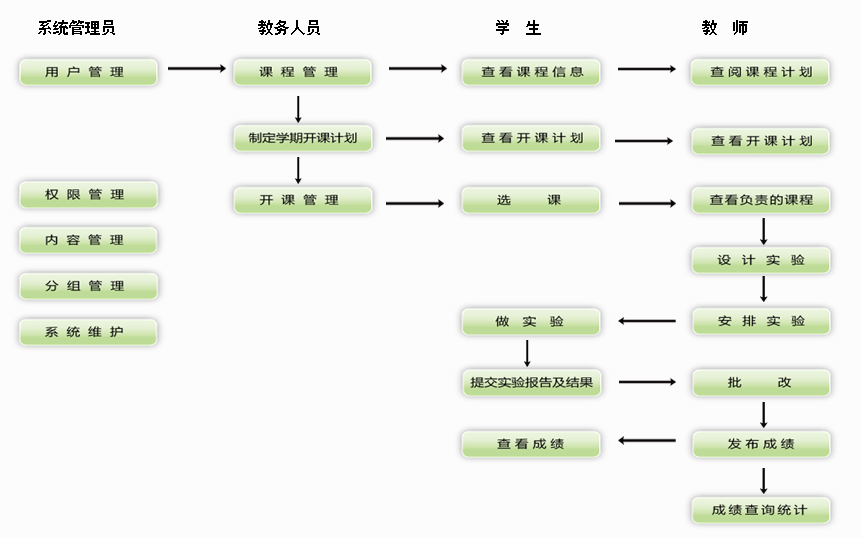 系统管理员 教务人员 学 生 教 师
用户管理 课程管理 查看课程信息 查阅课程计划
制定学期开课计划 查看开课计划 查看开课计划
权限管理 开课管理 选 课 查看负责的课程
内容管理
设计实验
分组管理
系统维护 做实验 安排实验
提交实验报告及结果 批 改
查看成绩 发布成绩
成绩查询统计